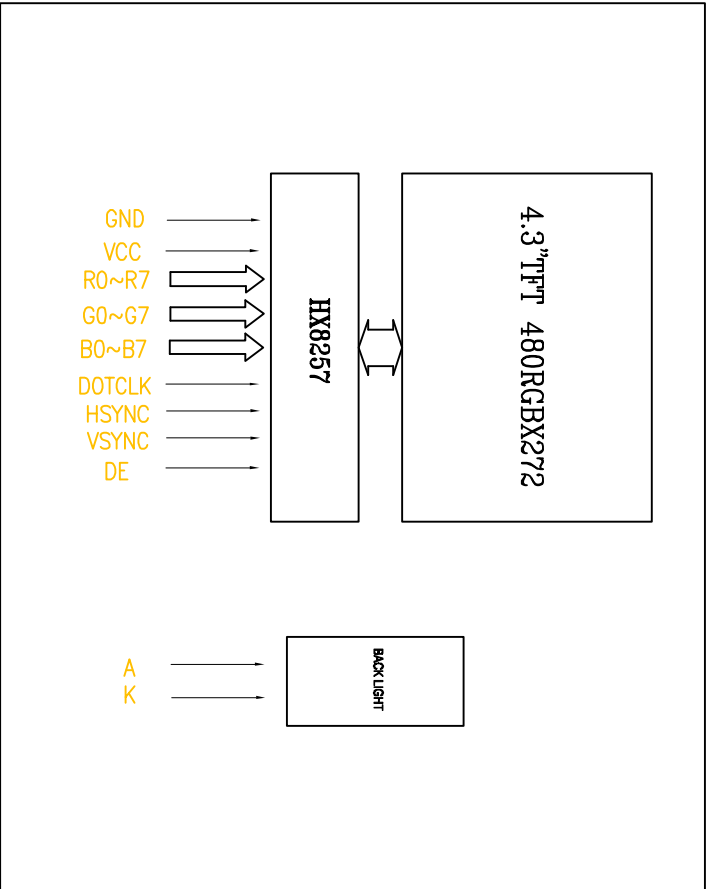 GND
VCC
R0~R7
G0~G7
B0~B7
DOTCLK
HSYNC
VSYNC
DE
HX8257
4.3"TFT 480RGBX272
A
K
BACK LIGHT